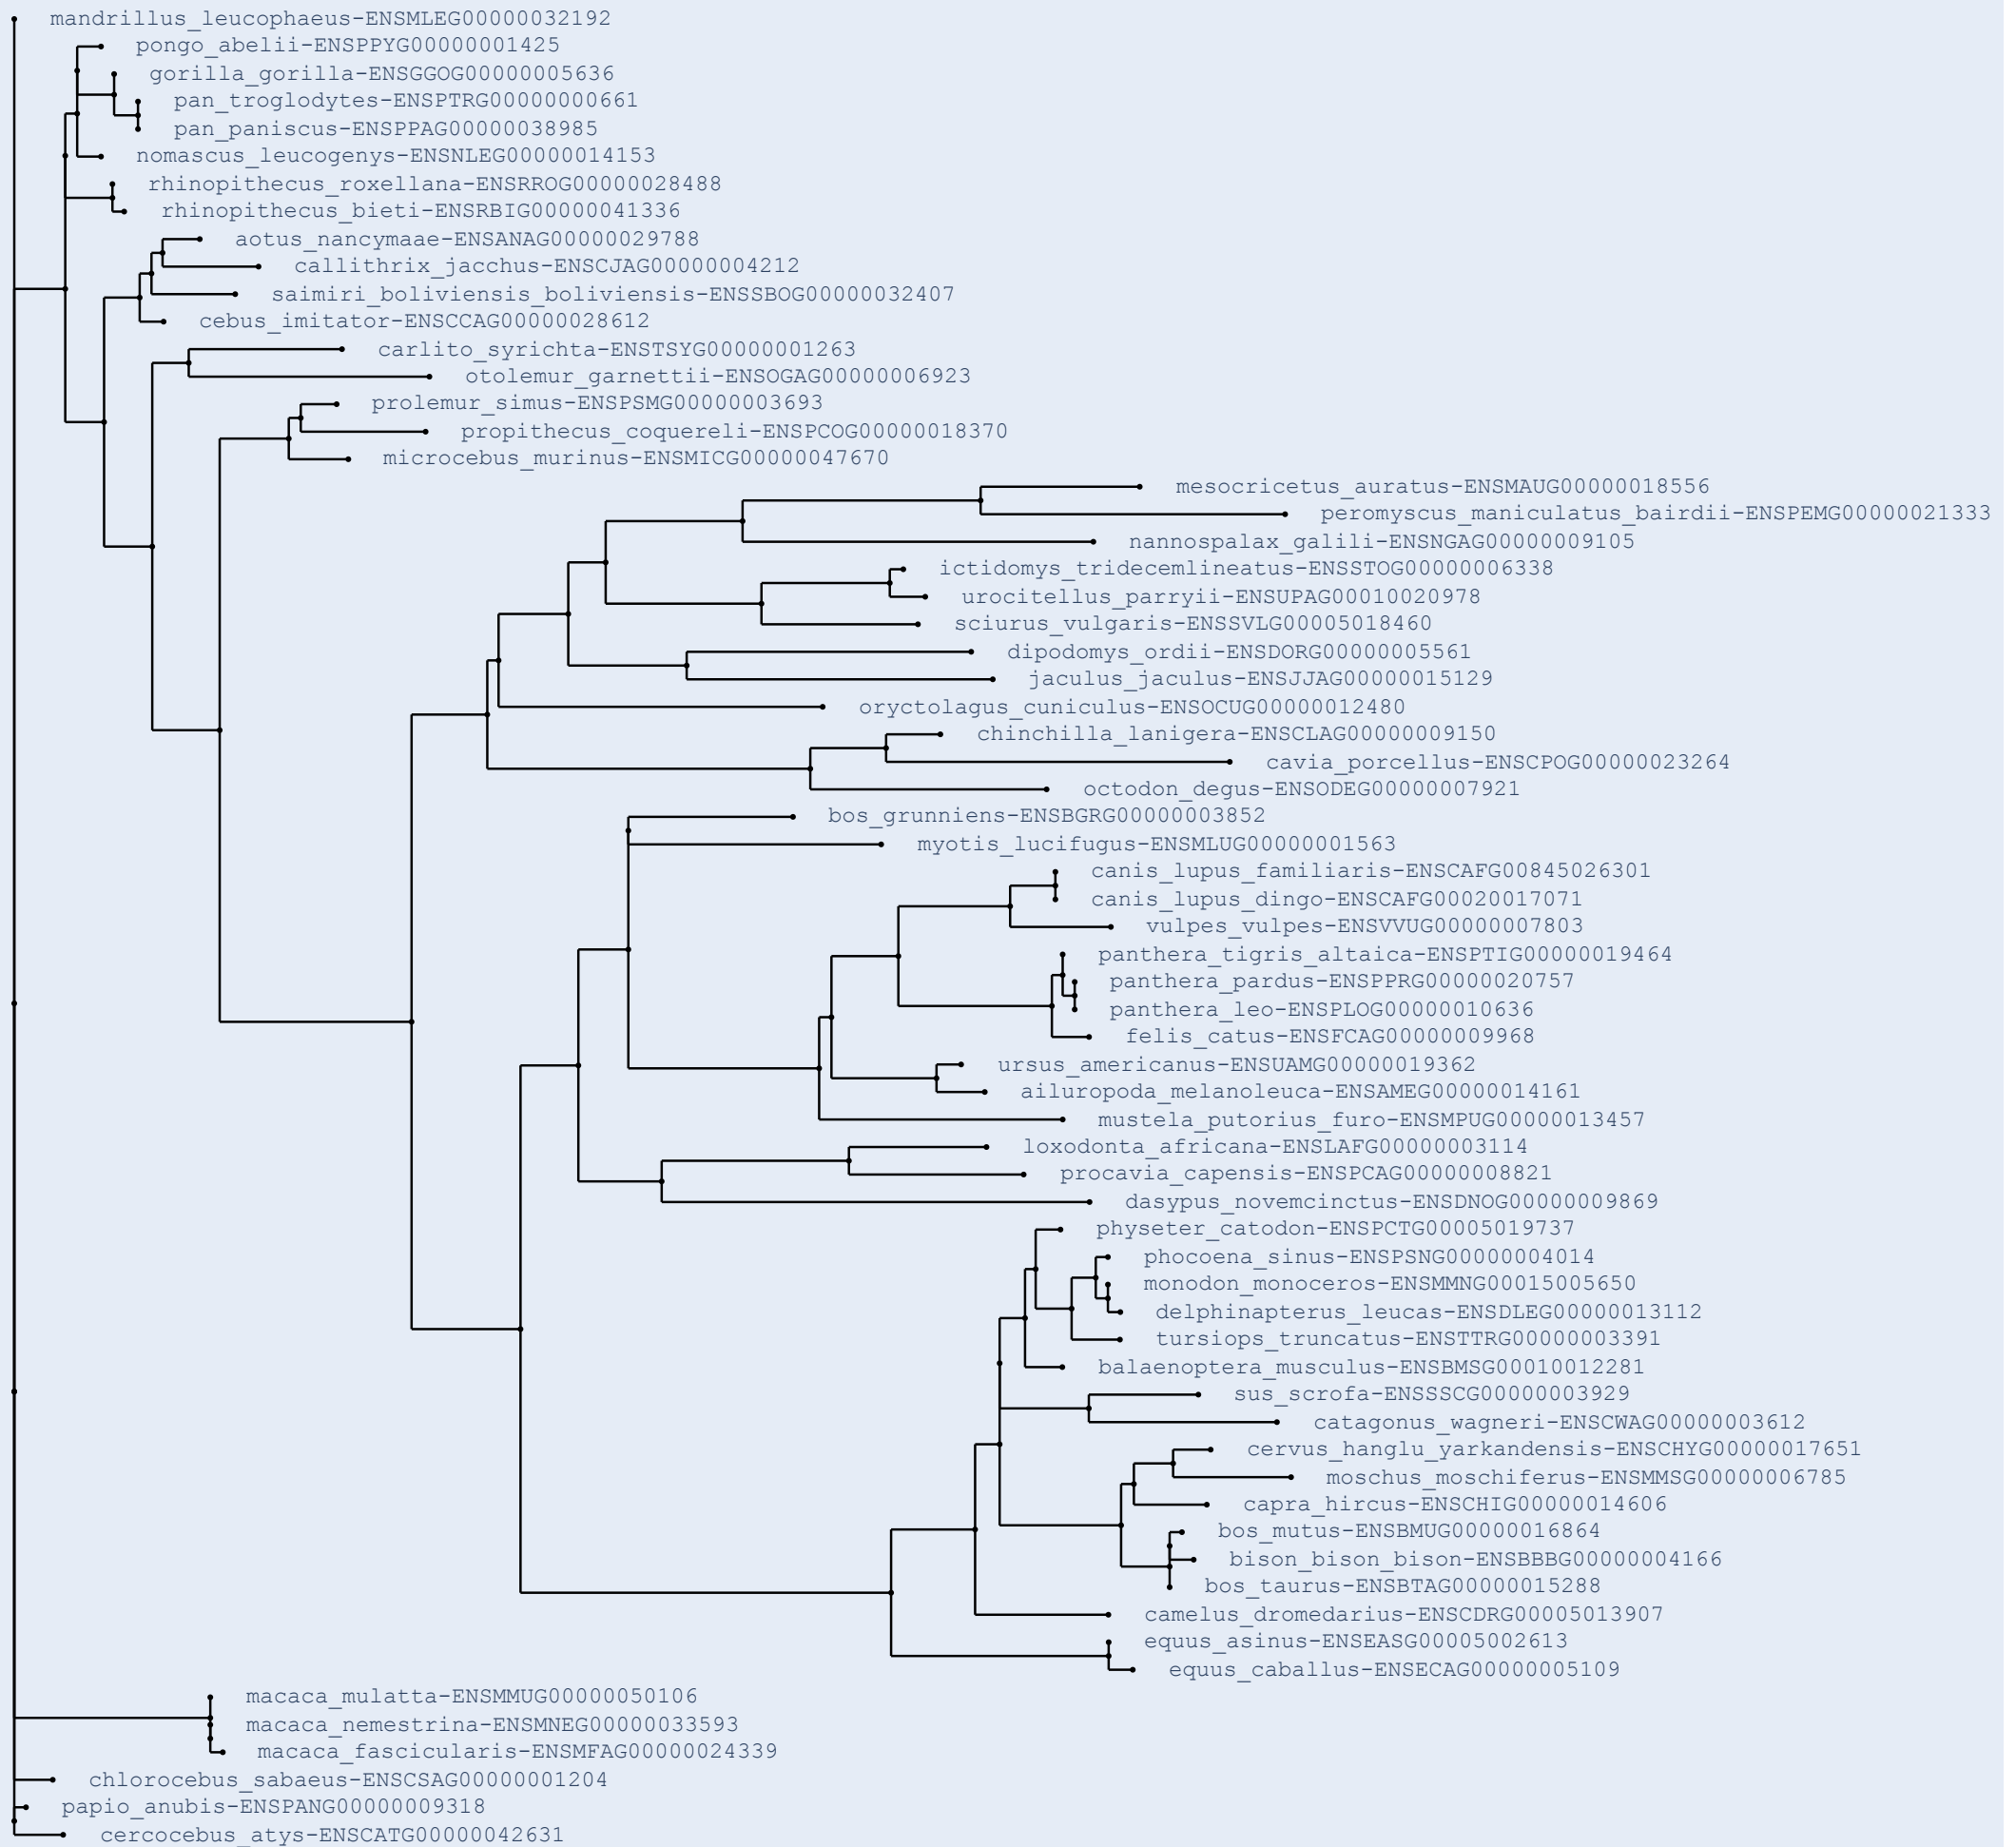 mandrillus_leucophaeus-ENSMLEG00000032192
pongo_abelii-ENSPPYG00000001425
gorilla_gorilla-ENSGGOG00000005636
pan_troglodytes-ENSPTRG00000000661
pan_paniscus-ENSPPAG00000038985
nomascus_leucogenys-ENSNLEG00000014153
rhinopithecus_roxellana-ENSRROG00000028488
rhinopithecus_bieti-ENSRBIG00000041336
aotus_nancymaae-ENSANAG00000029788
callithrix_jacchus-ENSCJAG00000004212
saimiri_boliviensis_boliviensis-ENSSBOG00000032407
cebus_imitator-ENSCCAG00000028612
carlito_syrichta-ENSTSYG00000001263
otolemur_garnettii-ENSOGAG00000006923
prolemur_simus-ENSPSMG00000003693
propithecus_coquereli-ENSPCOG00000018370
microcebus_murinus-ENSMICG00000047670
mesocricetus_auratus-ENSMAUG00000018556
peromyscus_maniculatus_bairdii-ENSPEMG00000021333
nannospalax_galili-ENSNGAG00000009105
ictidomys_tridecemlineatus-ENSSTOG00000006338
urocitellus_parryii-ENSUPAG00010020978
sciurus_vulgaris-ENSSVLG00005018460
dipodomys_ordii-ENSDORG00000005561
jaculus_jaculus-ENSJJAG00000015129
oryctolagus_cuniculus-ENSOCUG00000012480
chinchilla_lanigera-ENSCLAG00000009150
cavia_porcellus-ENSCPOG00000023264
octodon_degus-ENSODEG00000007921
bos_grunniens-ENSBGRG00000003852
myotis_lucifugus-ENSMLUG00000001563
canis_lupus_familiaris-ENSCAFG00845026301
canis_lupus_dingo-ENSCAFG00020017071
vulpes_vulpes-ENSVVUG00000007803
panthera_tigris_altaica-ENSPTIG00000019464
panthera_pardus-ENSPPRG00000020757
panthera_leo-ENSPLOG00000010636
felis_catus-ENSFCAG00000009968
ursus_americanus-ENSUAMG00000019362
ailuropoda_melanoleuca-ENSAMEG00000014161
mustela_putorius_furo-ENSMPUG00000013457
loxodonta_africana-ENSLAFG00000003114
procavia_capensis-ENSPCAG00000008821
dasypus_novemcinctus-ENSDNOG00000009869
physeter_catodon-ENSPCTG00005019737
phocoena_sinus-ENSPSNG00000004014
monodon_monoceros-ENSMMNG00015005650
delphinapterus_leucas-ENSDLEG00000013112
tursiops_truncatus-ENSTTRG00000003391
balaenoptera_musculus-ENSBMSG00010012281
sus_scrofa-ENSSSCG00000003929
catagonus_wagneri-ENSCWAG00000003612
cervus_hanglu_yarkandensis-ENSCHYG00000017651
moschus_moschiferus-ENSMMSG00000006785
capra_hircus-ENSCHIG00000014606
bos_mutus-ENSBMUG00000016864
bison_bison_bison-ENSBBBG00000004166
bos_taurus-ENSBTAG00000015288
camelus_dromedarius-ENSCDRG00005013907
equus_asinus-ENSEASG00005002613
equus_caballus-ENSECAG00000005109
macaca_mulatta-ENSMMUG00000050106
macaca_nemestrina-ENSMNEG00000033593
macaca_fascicularis-ENSMFAG00000024339
chlorocebus_sabaeus-ENSCSAG00000001204
papio_anubis-ENSPANG00000009318
cercocebus_atys-ENSCATG00000042631